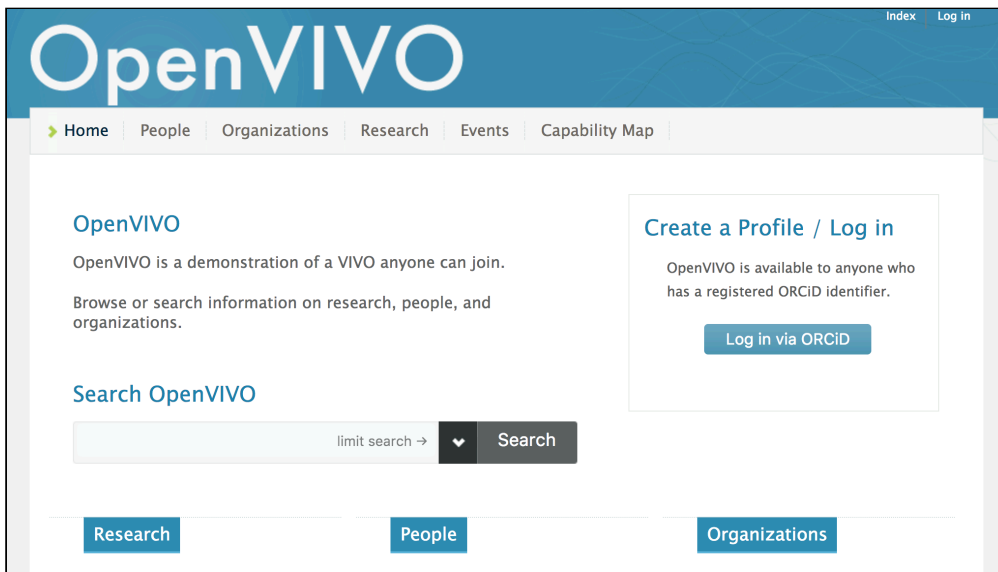 Index Log in
OpenVIVO
Home People Organizations Research Events Capability Map
OpenVIVO
OpenVIVO is a demonstration of a VIVO anyone can join.
Browse or search information on research, people, and
organizations.
Create a Profile / Log in
OpenVIVO is available to anyone who
has a registered ORCiD identifier.
Log in via ORCiD
Search OpenVIVO
limit search → Search
Research People Organizations